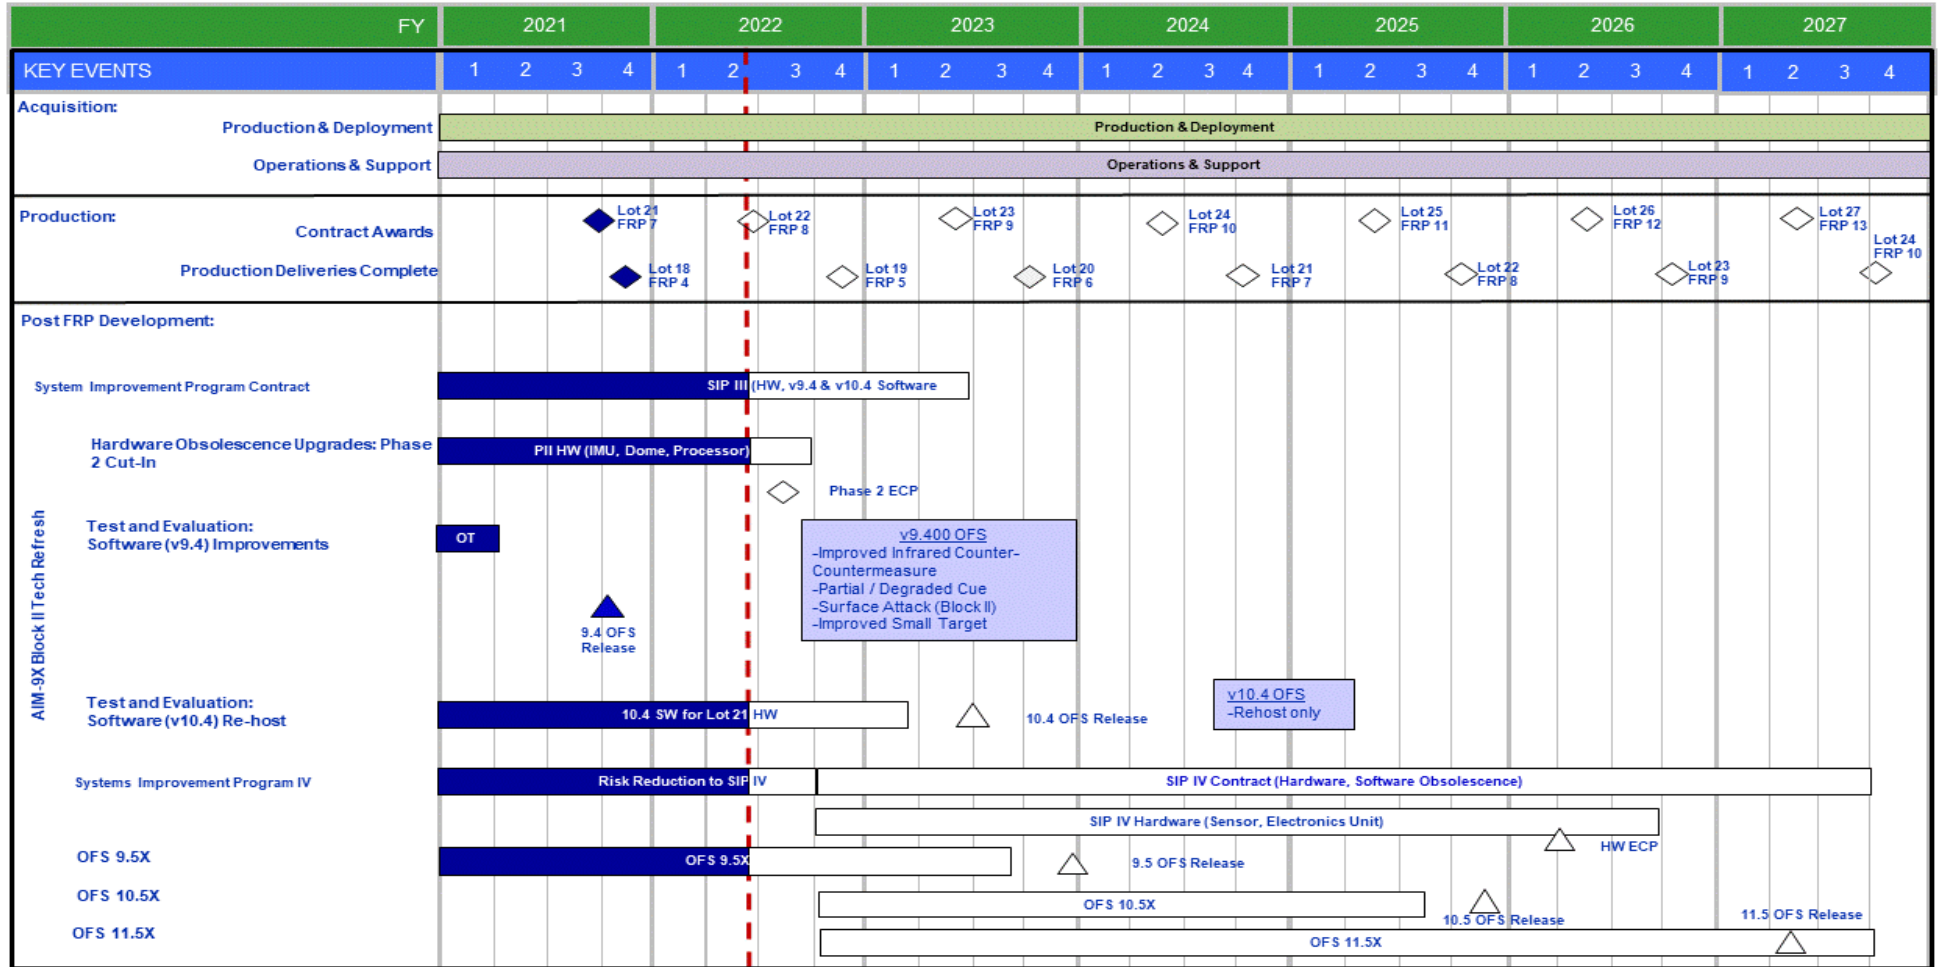 FY 2021 2022 2023 2024 2025 2026 2027
KEY EVENTS 1 2 3 4 1 2 3 4 1 2 3 4 1 2 3 4 1 2 3 4 1 2 3 4 1 2 3 4
Acquisition:
Production & Deployment
Production & Deployment
Operations & Support
Operations & Support
Production:
Contract Awards
Lot 21
FRP 7
Lot 22
FRP 8
Lot 23
FRP 9
Lot 24
FRP 10
Lot 25
FRP 11
Lot 26
FRP 12
Lot 27
FRP 13
Production Deliveries Complete
Lot 18
FRP 4
Lot 19
FRP 5
Lot 20
FRP 6
Lot 21
FRP 7
Lot 22
FRP 8
Lot 23
FRP 9
Lot 24
FRP 10
Post FRP Development:
AIM-9X Block II Tech Refresh
System Improvement Program Contract
SIP III (HW, v9.4 & v10.4 Software
Hardware Obsolescence Upgrades: Phase
2 Cut-In
PII HW (IMU, Dome, Processor)
Phase 2 ECP
Test and Evaluation:
Software (v9.4) Improvements
OT
v9.400 OFS
-Improved Infrared Counter-
Countermeasure
-Partial / Degraded Cue
-Surface Attack (Block II)
-Improved Small Target
9.4 OFS
Release
Test and Evaluation:
Software (v10.4) Re-host
10.4 SW for Lot 21 HW
10.4 OFS Release
v10.4 OFS
-Rehost only
Systems Improvement Program IV
Risk Reduction to SIP IV
SIP IV Contract (Hardware, Software Obsolescence)
SIP IV Hardware (Sensor, Electronics Unit)
HW ECP
OFS 9.5X
OFS 9.5X
9.5 OFS Release
OFS 10.5X
OFS 10.5X
10.5 OFS Release
OFS 11.5X
OFS 11.5X
11.5 OFS Release